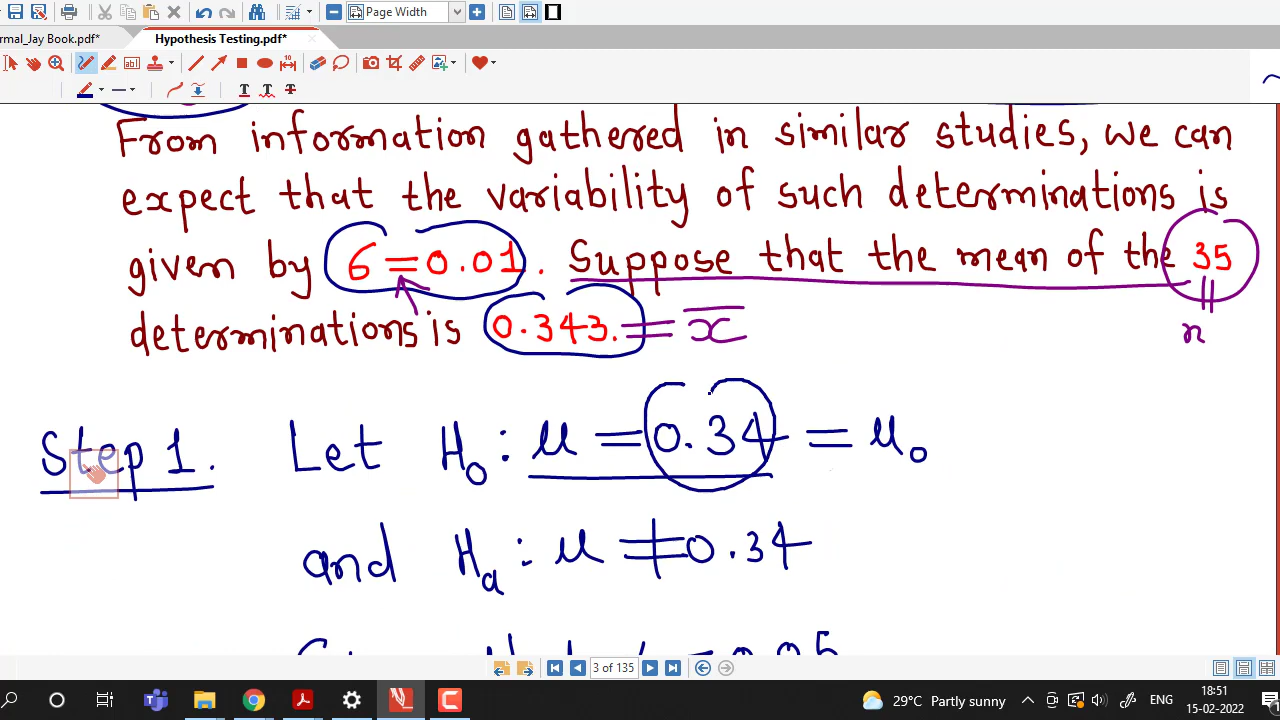 Page Width
rmal_Jay Book.pdf*
Hypothesis Testing.pdf*
From information gathered in similar studies, we can
expect that the variability of such determinations is
given by 6 = 0.01. Suppose that the mean of the 35
determinations is 0.343. = x̄
n
Step 1. Let H₀ : μ = 0.34 = μ₀
and Hₐ : μ ≠ 0.34
3 of 135
29°C Partly sunny
ENG
18:51
15-02-2022